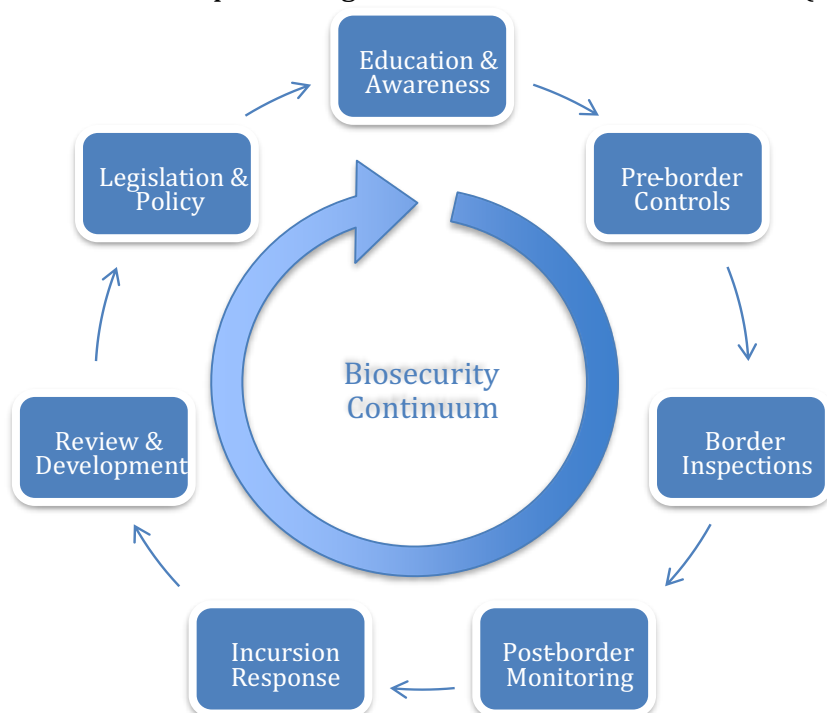 Education &
Awareness
Pre-border
Controls
Border
Inspections
Post-border
Monitoring
Incursion
Response
Review &
Development
Legislation &
Policy
Biosecurity
Continuum